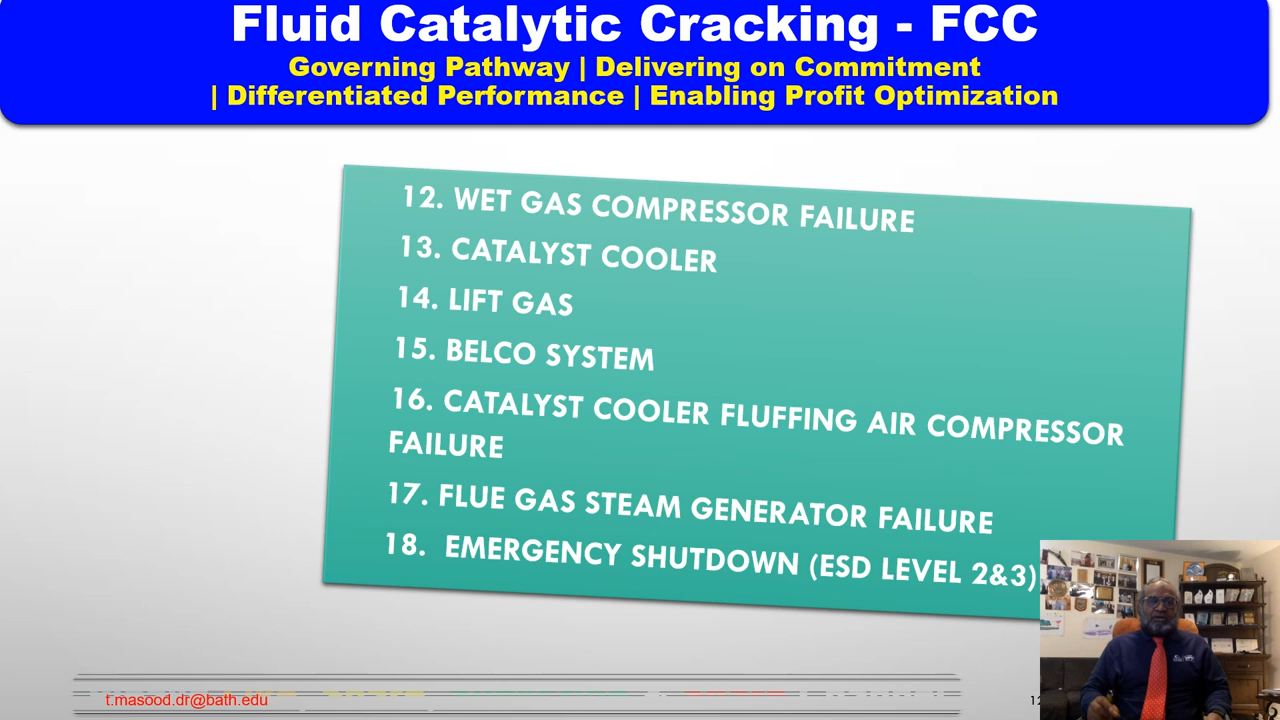 Fluid Catalytic Cracking - FCC
Governing Pathway | Delivering on Commitment
| Differentiated Performance | Enabling Profit Optimization
12. WET GAS COMPRESSOR FAILURE
13. CATALYST COOLER
14. LIFT GAS
15. BELCO SYSTEM
16. CATALYST COOLER FLUFFING AIR COMPRESSOR
FAILURE
17. FLUE GAS STEAM GENERATOR FAILURE
18. EMERGENCY SHUTDOWN (ESD LEVEL 2&3)
t.masood.dr@bath.edu